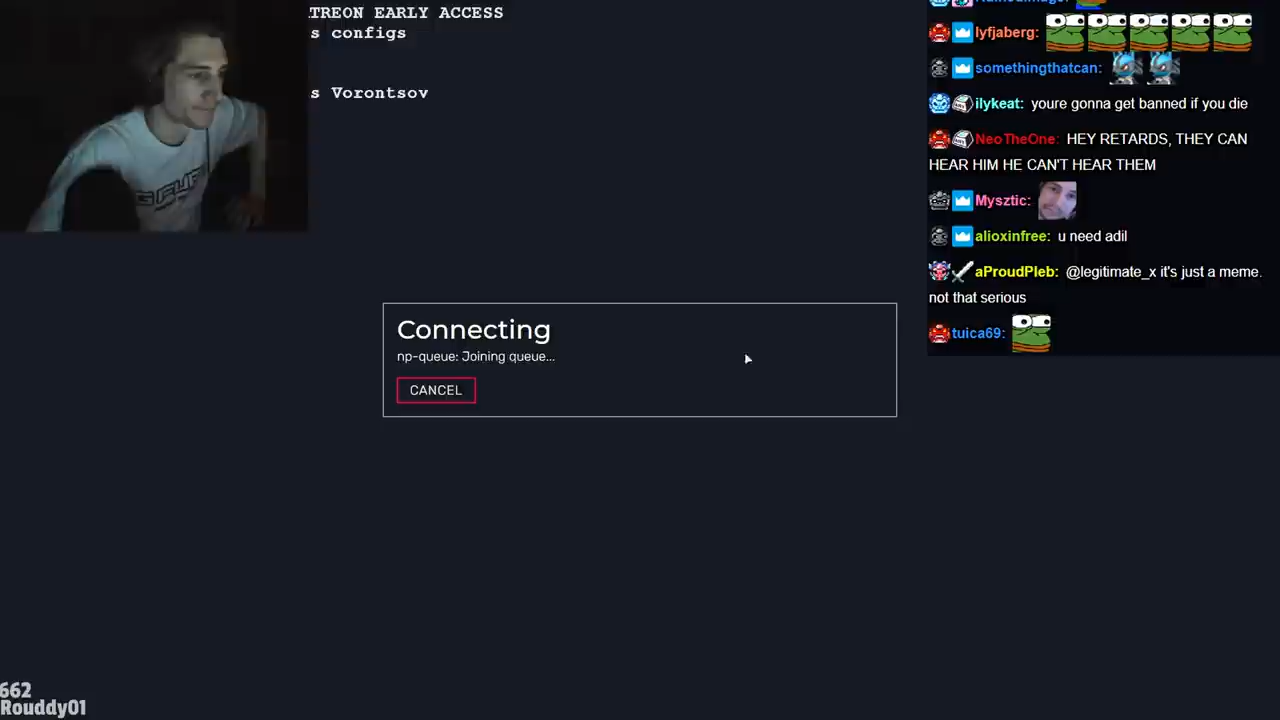 TREON EARLY ACCESS
s configs
s Vorontsov
lyfjaberg:
somethingthatcan:
ilykeat: youre gonna get banned if you die
NeoTheOne: HEY RETARDS, THEY CAN
HEAR HIM HE CAN'T HEAR THEM
Mysztic:
alioxinfree: u need adil
aProudPleb: @legitimate_x it's just a meme.
not that serious
tuica69:
Connecting
np-queue: Joining queue...
CANCEL
662
Rouddy01